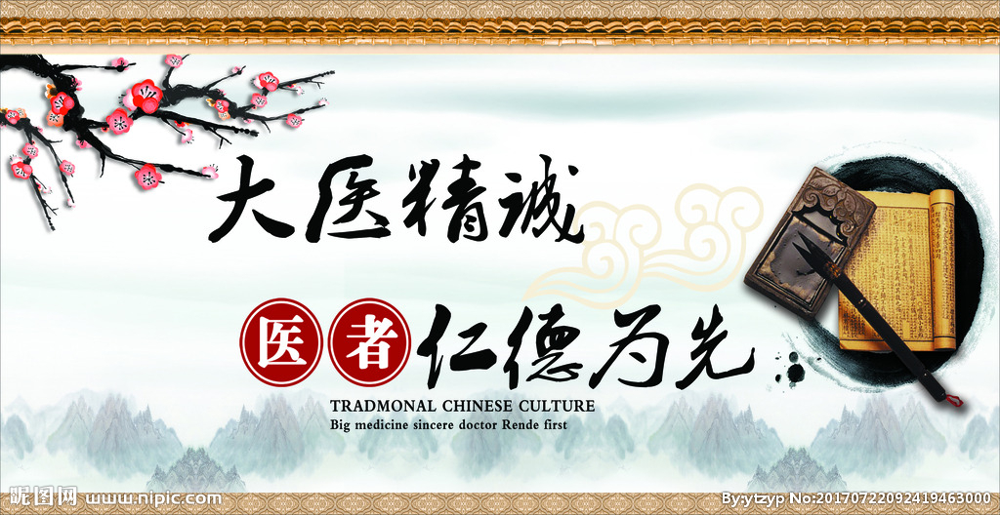 大医精诚
医者仁德为先
TRADMONAL CHINESE CULTURE
Big medicine sincere doctor Rende first
昵图网 www.nipic.com
By:ytzyp No:20170722092419463000